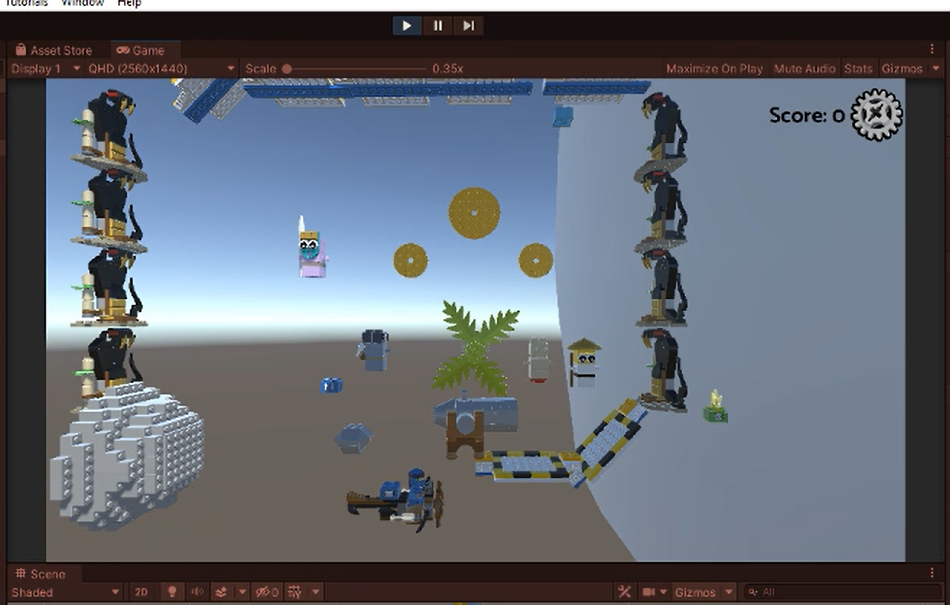 Tutorials Window Help
Asset Store Game
Display 1 QHD (2560x1440) Scale 0.35x Maximize On Play Mute Audio Stats Gizmos
Score: 0
Scene
Shaded 2D 0 Gizmos All